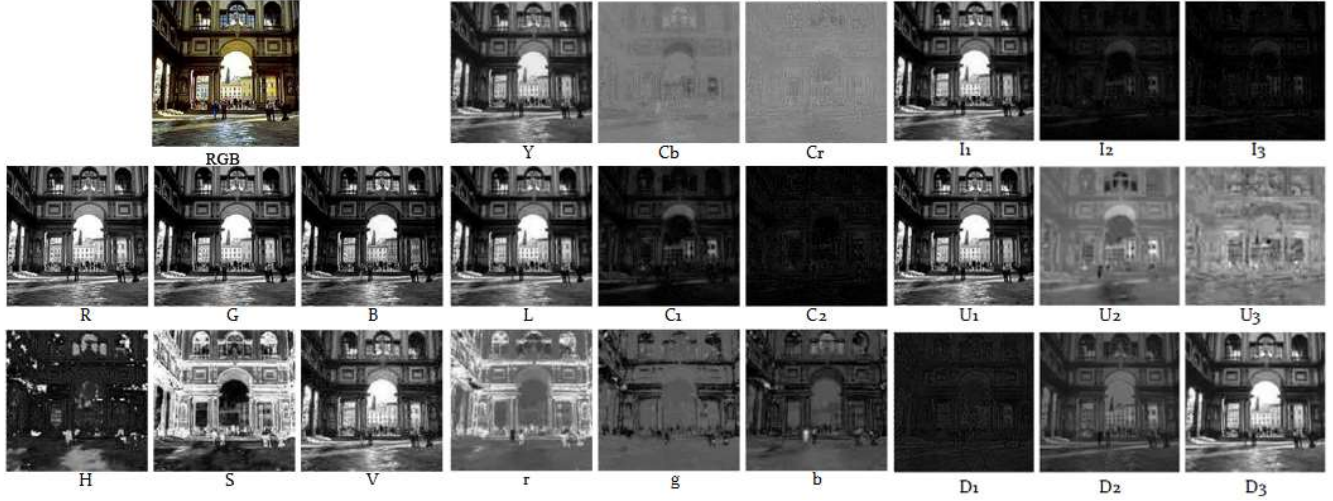 RGB Y Cb Cr I1 I2 I3
R G B L C1 C2 U1 U2 U3
H S V r g b D1 D2 D3